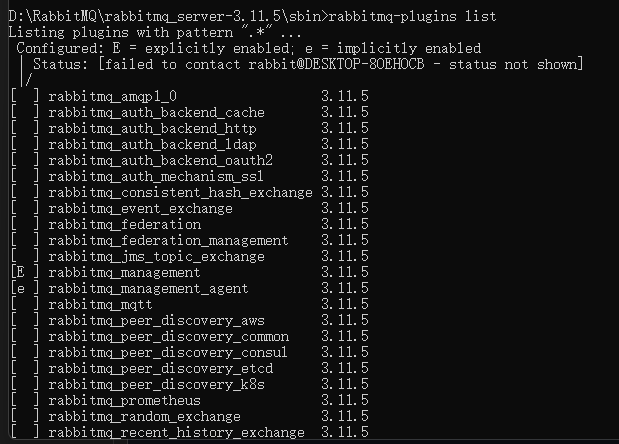 D:\RabbitMQ\rabbitmq_server-3.11.5\sbin>rabbitmq-plugins list
Listing plugins with pattern ".*" ...
 Configured: E = explicitly enabled; e = implicitly enabled
 | Status: [failed to contact rabbit@DESKTOP-8OEHOCB - status not shown]
 |/
[  ] rabbitmq_amqp1_0                  3.11.5
[  ] rabbitmq_auth_backend_cache       3.11.5
[  ] rabbitmq_auth_backend_http        3.11.5
[  ] rabbitmq_auth_backend_ldap        3.11.5
[  ] rabbitmq_auth_backend_oauth2      3.11.5
[  ] rabbitmq_auth_mechanism_ssl       3.11.5
[  ] rabbitmq_consistent_hash_exchange 3.11.5
[  ] rabbitmq_event_exchange           3.11.5
[  ] rabbitmq_federation               3.11.5
[  ] rabbitmq_federation_management    3.11.5
[  ] rabbitmq_jms_topic_exchange       3.11.5
[E ] rabbitmq_management               3.11.5
[e ] rabbitmq_management_agent         3.11.5
[  ] rabbitmq_mqtt                     3.11.5
[  ] rabbitmq_peer_discovery_aws       3.11.5
[  ] rabbitmq_peer_discovery_common    3.11.5
[  ] rabbitmq_peer_discovery_consul    3.11.5
[  ] rabbitmq_peer_discovery_etcd      3.11.5
[  ] rabbitmq_peer_discovery_k8s       3.11.5
[  ] rabbitmq_prometheus               3.11.5
[  ] rabbitmq_random_exchange          3.11.5
[  ] rabbitmq_recent_history_exchange  3.11.5